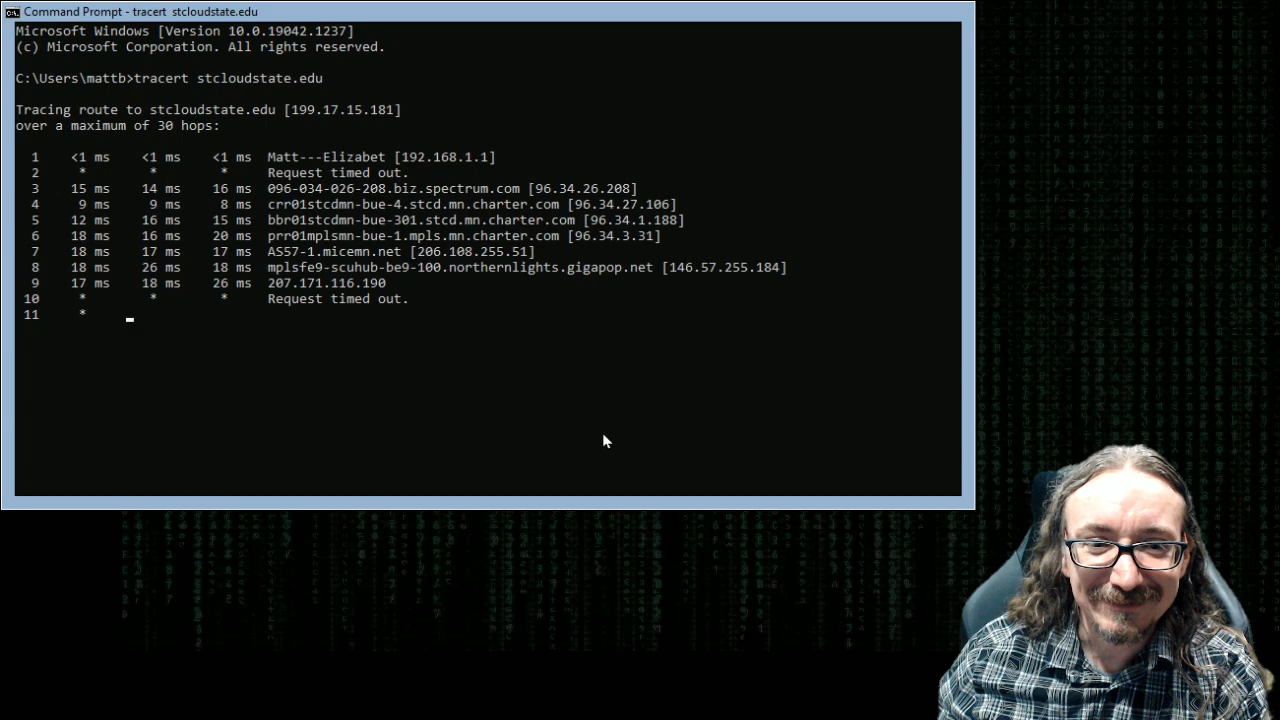 Command Prompt - tracert stcloudstate.edu
Microsoft Windows [Version 10.0.19042.1237]
(c) Microsoft Corporation. All rights reserved.
C:\Users\mattb>tracert stcloudstate.edu
Tracing route to stcloudstate.edu [199.17.15.181]
over a maximum of 30 hops:
1 <1 ms <1 ms <1 ms Matt---Elizabet [192.168.1.1]
2 * * * Request timed out.
3 15 ms 14 ms 16 ms 096-034-026-208.biz.spectrum.com [96.34.26.208]
4 9 ms 9 ms 8 ms crr01stcdmn-bue-4.stcd.mn.charter.com [96.34.27.106]
5 12 ms 16 ms 15 ms bbr01stcdmn-bue-301.stcd.mn.charter.com [96.34.1.188]
6 18 ms 16 ms 20 ms prr01mplsmn-bue-1.mpls.mn.charter.com [96.34.3.31]
7 18 ms 17 ms 17 ms AS57-1.micemn.net [206.108.255.51]
8 18 ms 26 ms 18 ms mplsfe9-scuhub-be9-100.northernlights.gigapop.net [146.57.255.184]
9 17 ms 18 ms 26 ms 207.171.116.190
10 * * * Request timed out.
11 *